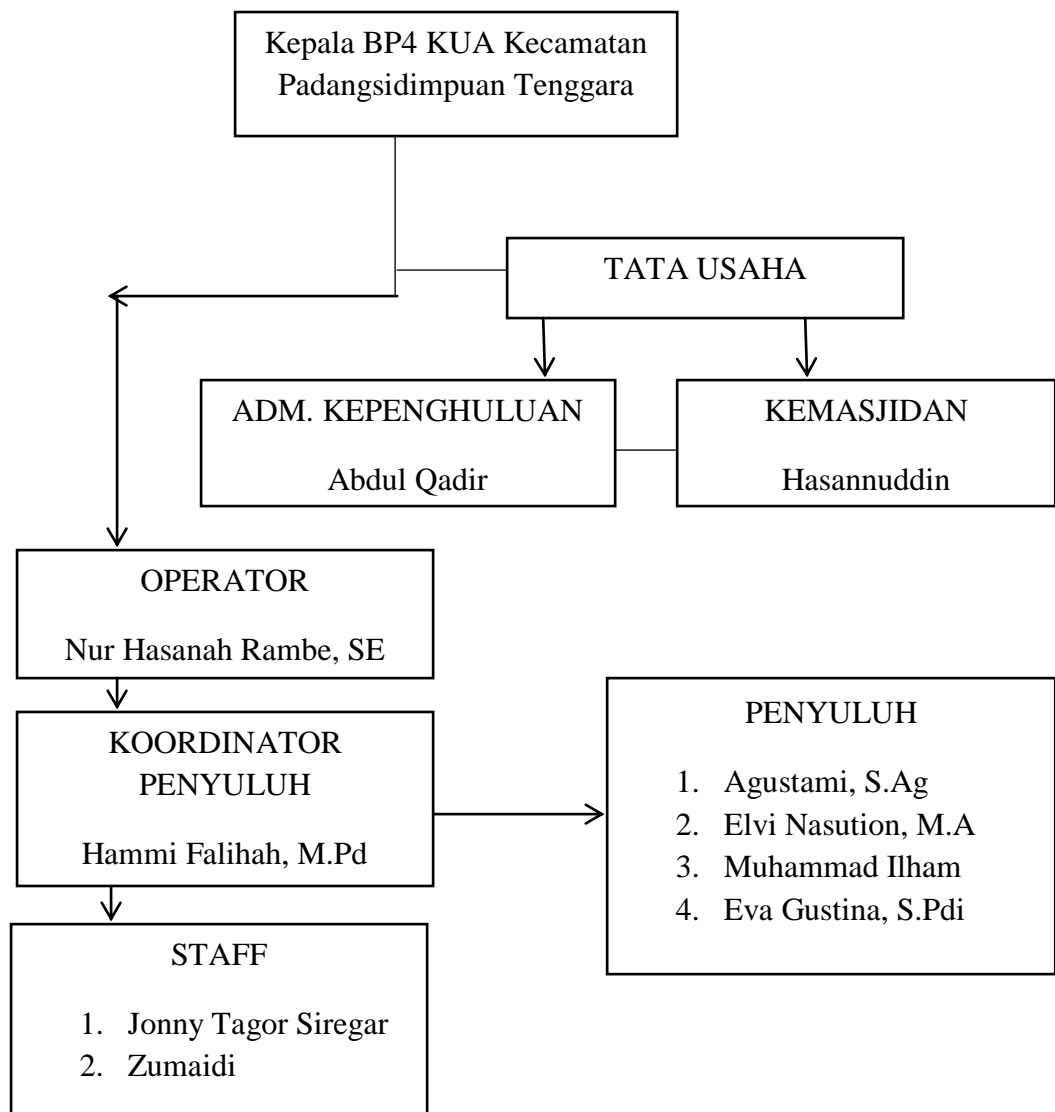 Kepala BP4 KUA Kecamatan
Padangsidimpuan Tenggara
TATA USAHA
ADM. KEPENGHULUAN
Abdul Qadir
KEMASJIDAN
Hasannuddin
OPERATOR
Nur Hasanah Rambe, SE
KOORDINATOR
PENYULUH
Hammi Falihah, M.Pd
PENYULUH
1. Agustami, S.Ag
2. Elvi Nasution, M.A
3. Muhammad Ilham
4. Eva Gustina, S.Pdi
STAFF
1. Jonny Tagor Siregar
2. Zumaidi